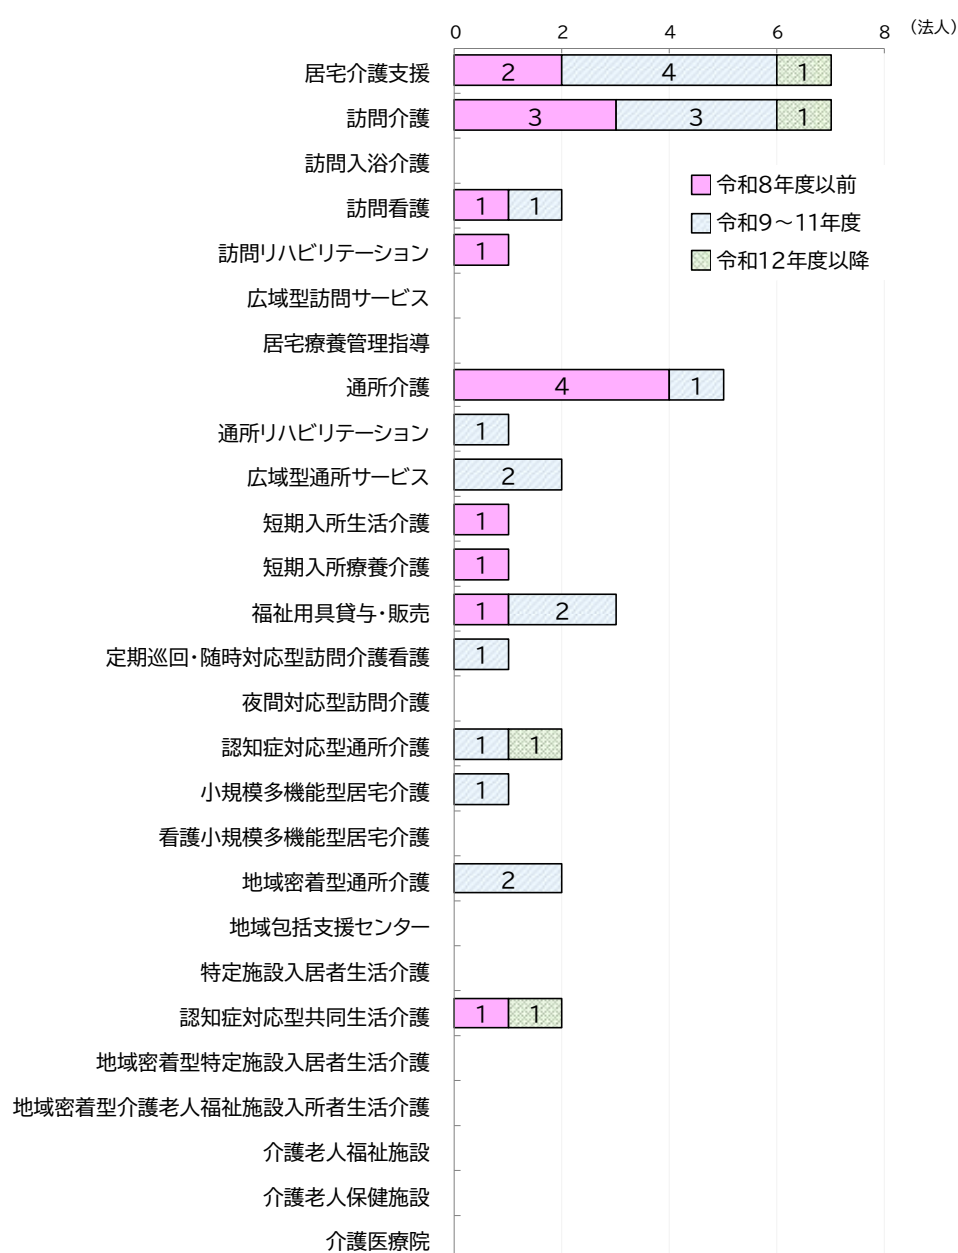 0 2 4 6 8 （法人）
居宅介護支援 2 4 1
訪問介護 3 3 1
訪問入浴介護
令和8年度以前
訪問看護 1 1
令和9～11年度
訪問リハビリテーション 1
令和12年度以降
広域型訪問サービス
居宅療養管理指導
通所介護 4 1
通所リハビリテーション 1
広域型通所サービス 2
短期入所生活介護 1
短期入所療養介護 1
福祉用具貸与・販売 1 2
定期巡回・随時対応型訪問介護看護 1
夜間対応型訪問介護
認知症対応型通所介護 1 1
小規模多機能型居宅介護 1
看護小規模多機能型居宅介護
地域密着型通所介護 2
地域包括支援センター
特定施設入居者生活介護
認知症対応型共同生活介護 1 1
地域密着型特定施設入居者生活介護
地域密着型介護老人福祉施設入所者生活介護
介護老人福祉施設
介護老人保健施設
介護医療院